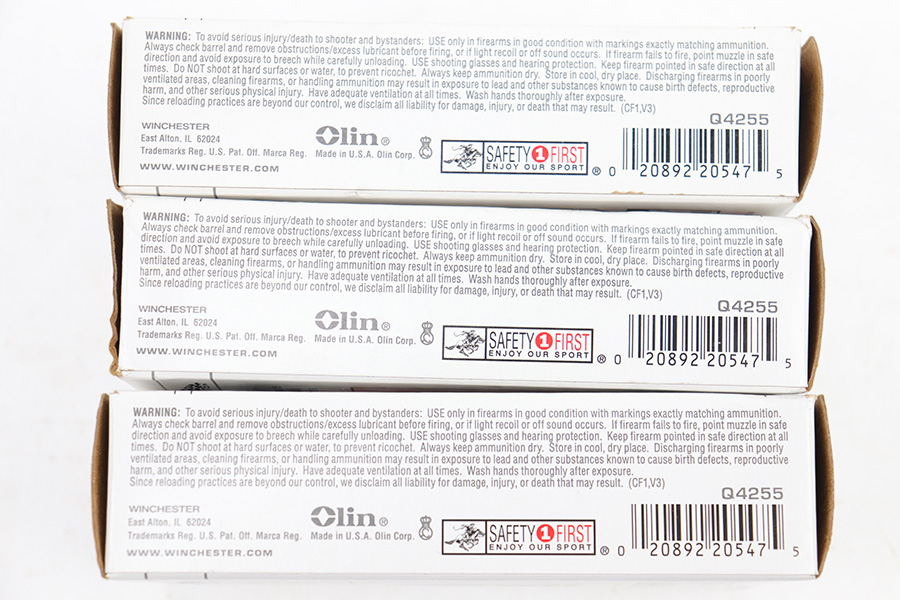 WARNING: To avoid serious injury/death to shooter and bystanders: USE only in firearms in good condition with markings exactly matching ammunition.
Always check barrel and remove obstructions/excess lubricant before firing, or if light recoil or off sound occurs. If firearm fails to fire, point muzzle in safe
direction and avoid exposure to breech while carefully unloading. USE shooting glasses and hearing protection. Keep firearm pointed in safe direction at all
times. Do NOT shoot at hard surfaces or water, to prevent ricochet. Always keep ammunition dry. Store in cool, dry place. Discharging firearms in poorly
ventilated areas, cleaning firearms, or handling ammunition may result in exposure to lead and other substances known to cause birth defects, reproductive
harm, and other serious physical injury. Have adequate ventilation at all times. Wash hands thoroughly after exposure.
Since reloading practices are beyond our control, we disclaim all liability for damage, injury, or death that may result. (CF1,V3)
Q4255
WINCHESTER
East Alton, IL 62024
Trademarks Reg. U.S. Pat. Off. Marca Reg.
WWW.WINCHESTER.COM
Olin®
Made in U.S.A. Olin Corp.
SAFETY 1 FIRST
ENJOY OUR SPORT ®
0 20892 20547 5
WARNING: To avoid serious injury/death to shooter and bystanders: USE only in firearms in good condition with markings exactly matching ammunition.
Always check barrel and remove obstructions/excess lubricant before firing, or if light recoil or off sound occurs. If firearm fails to fire, point muzzle in safe
direction and avoid exposure to breech while carefully unloading. USE shooting glasses and hearing protection. Keep firearm pointed in safe direction at all
times. Do NOT shoot at hard surfaces or water, to prevent ricochet. Always keep ammunition dry. Store in cool, dry place. Discharging firearms in poorly
ventilated areas, cleaning firearms, or handling ammunition may result in exposure to lead and other substances known to cause birth defects, reproductive
harm, and other serious physical injury. Have adequate ventilation at all times. Wash hands thoroughly after exposure.
Since reloading practices are beyond our control, we disclaim all liability for damage, injury, or death that may result. (CF1,V3)
Q4255
WINCHESTER
East Alton, IL 62024
Trademarks Reg. U.S. Pat. Off. Marca Reg.
WWW.WINCHESTER.COM
Olin®
Made in U.S.A. Olin Corp.
SAFETY 1 FIRST
ENJOY OUR SPORT ®
0 20892 20547 5
WARNING: To avoid serious injury/death to shooter and bystanders: USE only in firearms in good condition with markings exactly matching ammunition.
Always check barrel and remove obstructions/excess lubricant before firing, or if light recoil or off sound occurs. If firearm fails to fire, point muzzle in safe
direction and avoid exposure to breech while carefully unloading. USE shooting glasses and hearing protection. Keep firearm pointed in safe direction at all
times. Do NOT shoot at hard surfaces or water, to prevent ricochet. Always keep ammunition dry. Store in cool, dry place. Discharging firearms in poorly
ventilated areas, cleaning firearms, or handling ammunition may result in exposure to lead and other substances known to cause birth defects, reproductive
harm, and other serious physical injury. Have adequate ventilation at all times. Wash hands thoroughly after exposure.
Since reloading practices are beyond our control, we disclaim all liability for damage, injury, or death that may result. (CF1,V3)
Q4255
WINCHESTER
East Alton, IL 62024
Trademarks Reg. U.S. Pat. Off. Marca Reg.
WWW.WINCHESTER.COM
Olin®
Made in U.S.A. Olin Corp.
SAFETY 1 FIRST
ENJOY OUR SPORT ®
0 20892 20547 5